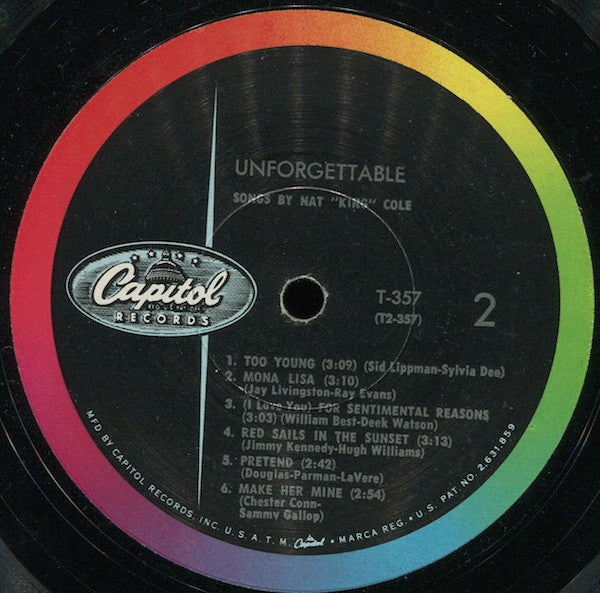 UNFORGETTABLE
SONGS BY NAT "KING" COLE
Capitol
RECORDS
T-357
(T2-357)
2
1. TOO YOUNG (3:09) (Sid Lippman-Sylvia Dee)
2. MONA LISA (3:10)
(Jay Livingston-Ray Evans)
3. (I Love You) FOR SENTIMENTAL REASONS
(3:03) (William Best-Deek Watson)
4. RED SAILS IN THE SUNSET (3:13)
(Jimmy Kennedy-Hugh Williams)
5. PRETEND (2:42)
(Douglas-Parman-LaVere)
6. MAKE HER MINE (2:54)
(Chester Conn-
Sammy Gallop)
MFD BY CAPITOL RECORDS, INC. U.S.A. T.M. Capitol • MARCA REG. • U.S. PAT. NO. 2,631,859